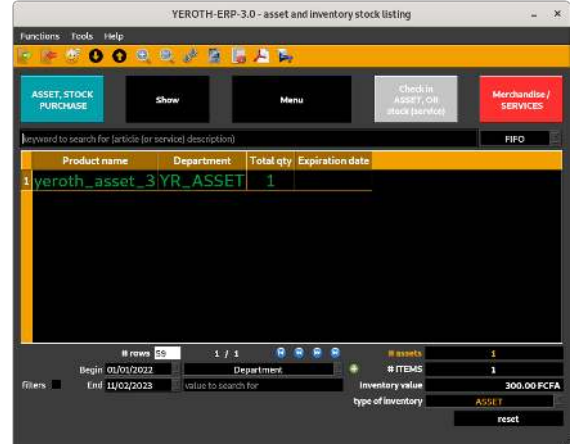 YEROTH-ERP-3.0 - asset and inventory stock listing
Functions Tools Help
ASSET, STOCK
PURCHASE
Show
Menu
Check in
ASSET, OR
stock (service)
Merchandise /
SERVICES
keyword to search for (article (or service) description)
FIFO
Product name Department Total qty Expiration date
1 yeroth_asset_3 YR_ASSET 1
# rows 59 1 / 1 # assets 1
Begin 01/01/2022 Department # ITEMS 1
filters End 11/02/2023 value to search for Inventory value 300.00 FCFA
type of inventory ASSET
reset